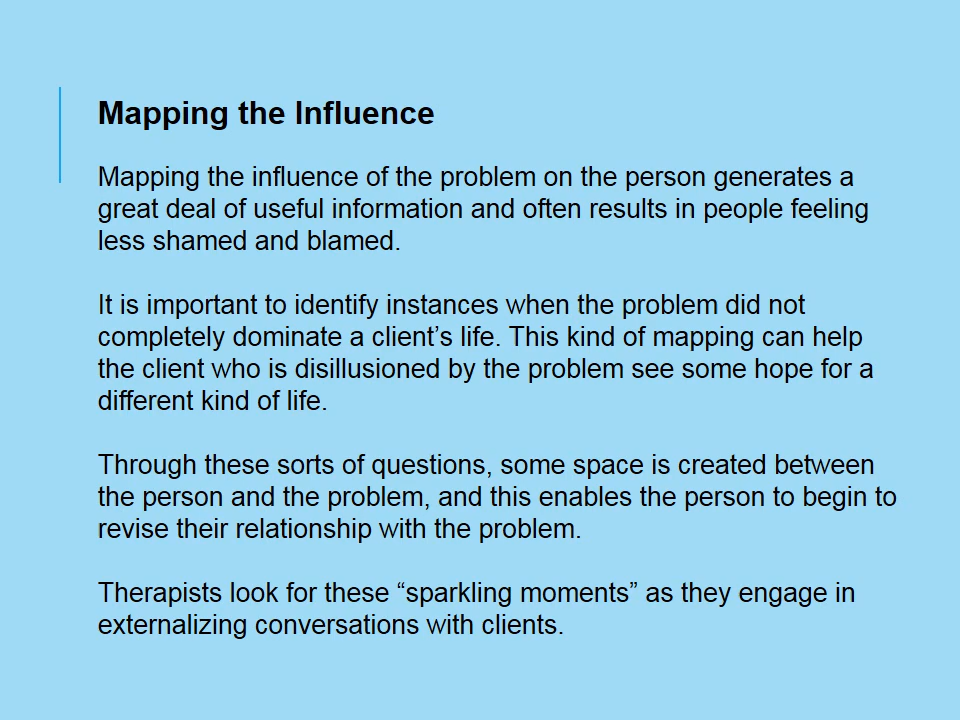 Mapping the Influence
Mapping the influence of the problem on the person generates a
great deal of useful information and often results in people feeling
less shamed and blamed.
It is important to identify instances when the problem did not
completely dominate a client’s life. This kind of mapping can help
the client who is disillusioned by the problem see some hope for a
different kind of life.
Through these sorts of questions, some space is created between
the person and the problem, and this enables the person to begin to
revise their relationship with the problem.
Therapists look for these “sparkling moments” as they engage in
externalizing conversations with clients.